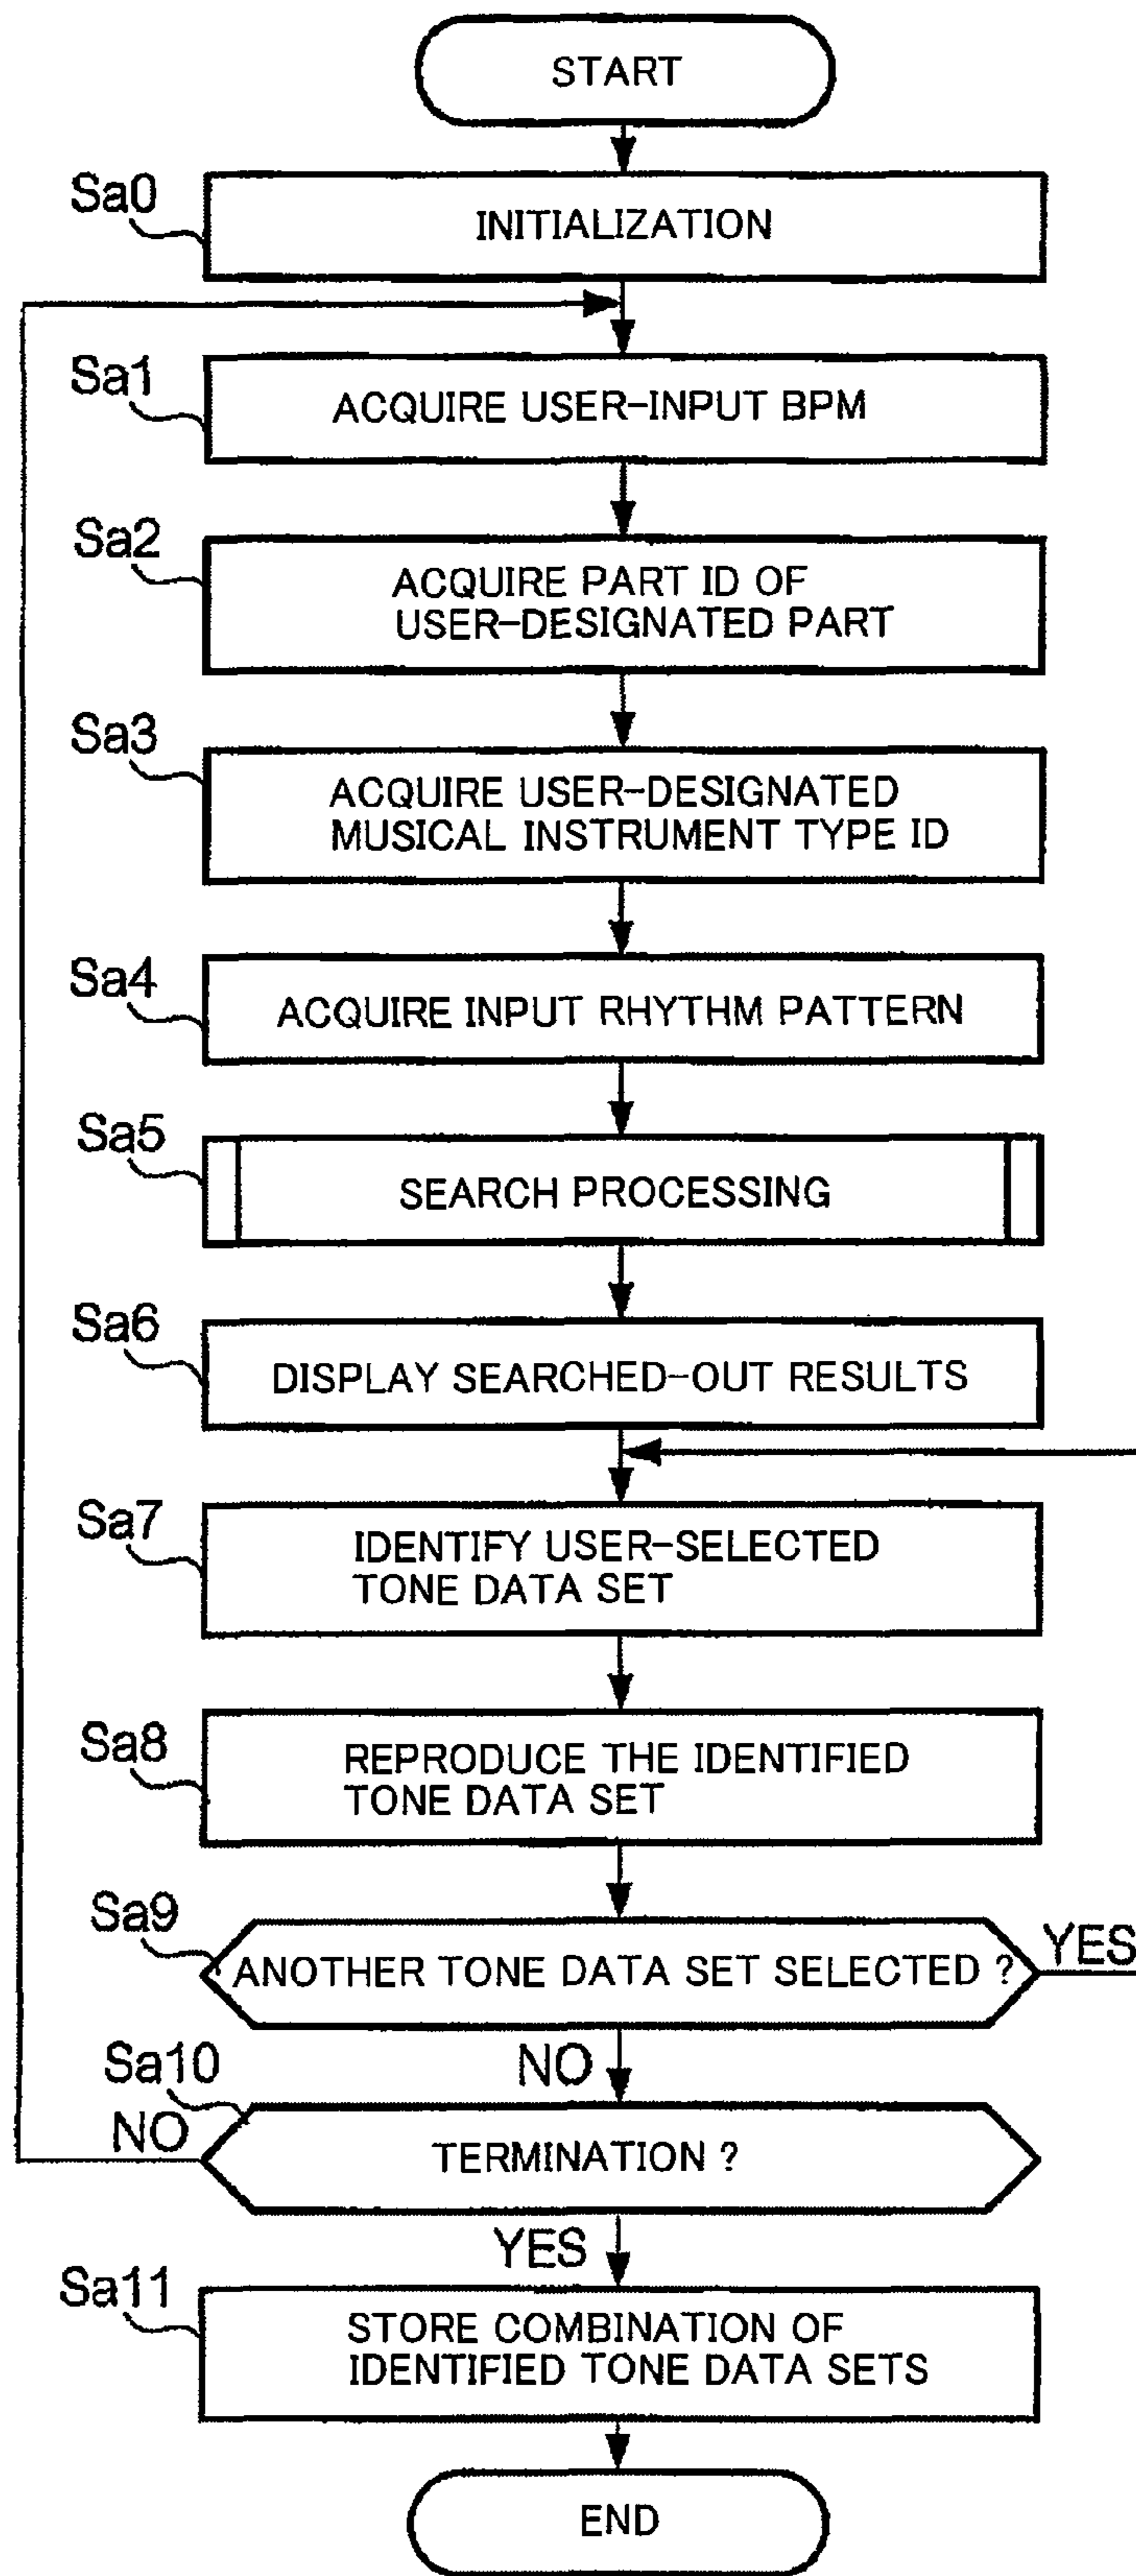 START
Sa0
INITIALIZATION
Sa1
ACQUIRE USER-INPUT BPM
Sa2
ACQUIRE PART ID OF
USER-DESIGNATED PART
Sa3
ACQUIRE USER-DESIGNATED
MUSICAL INSTRUMENT TYPE ID
Sa4
ACQUIRE INPUT RHYTHM PATTERN
Sa5
SEARCH PROCESSING
Sa6
DISPLAY SEARCHED-OUT RESULTS
Sa7
IDENTIFY USER-SELECTED
TONE DATA SET
Sa8
REPRODUCE THE IDENTIFIED
TONE DATA SET
Sa9
ANOTHER TONE DATA SET SELECTED ?
YES
NO
Sa10
NO
TERMINATION ?
YES
Sa11
STORE COMBINATION OF
IDENTIFIED TONE DATA SETS
END